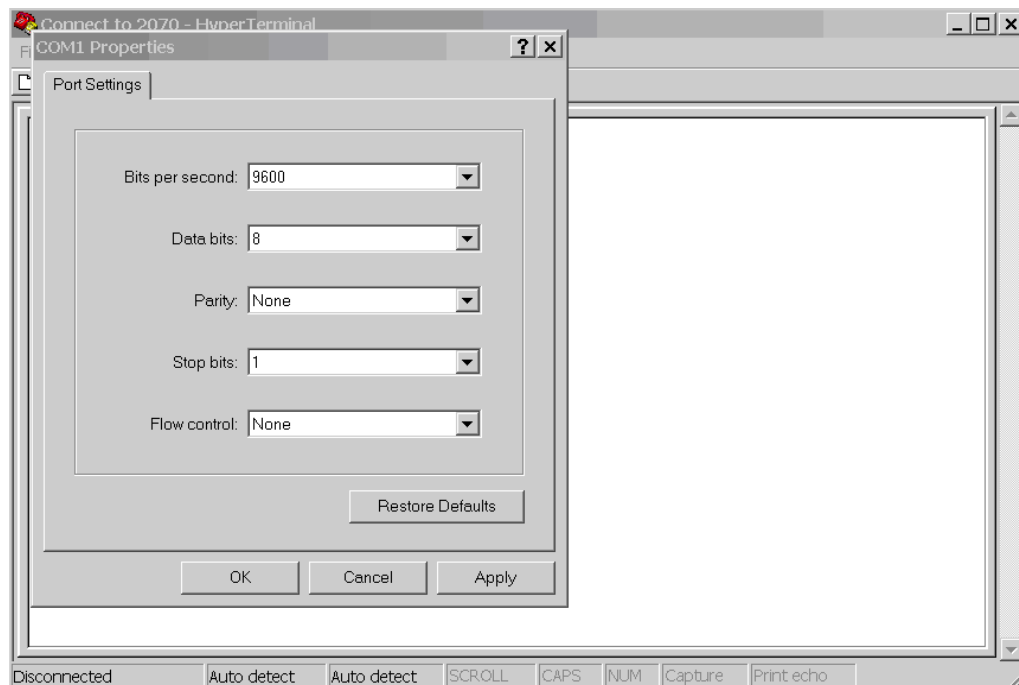 Connect to 2070 - HyperTerminal
COM1 Properties
Port Settings
Bits per second: 9600
Data bits: 8
Parity: None
Stop bits: 1
Flow control: None
Restore Defaults
OK Cancel Apply
Disconnected Auto detect Auto detect SCROLL CAPS NUM Capture Print echo